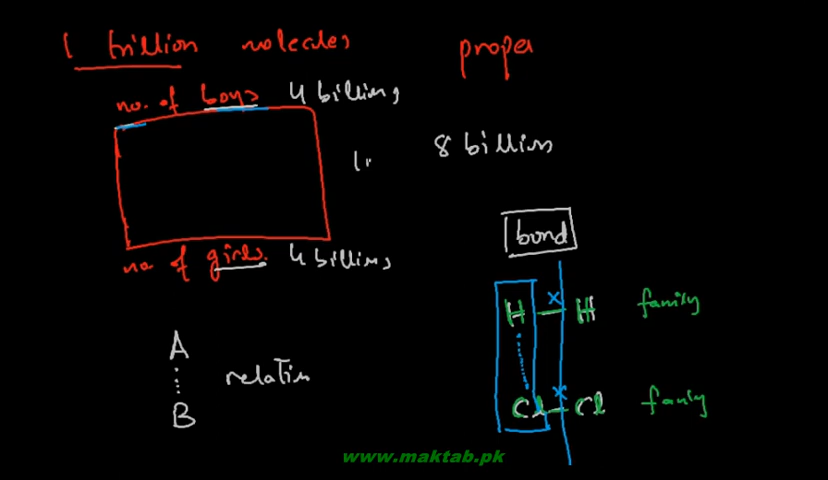 1 trillion molecules proper
no. of boys 4 billions
8 billion
bond
no. of girls. 4 billions
H — H family
A
relation
B
Cl — Cl family
www.maktab.pk